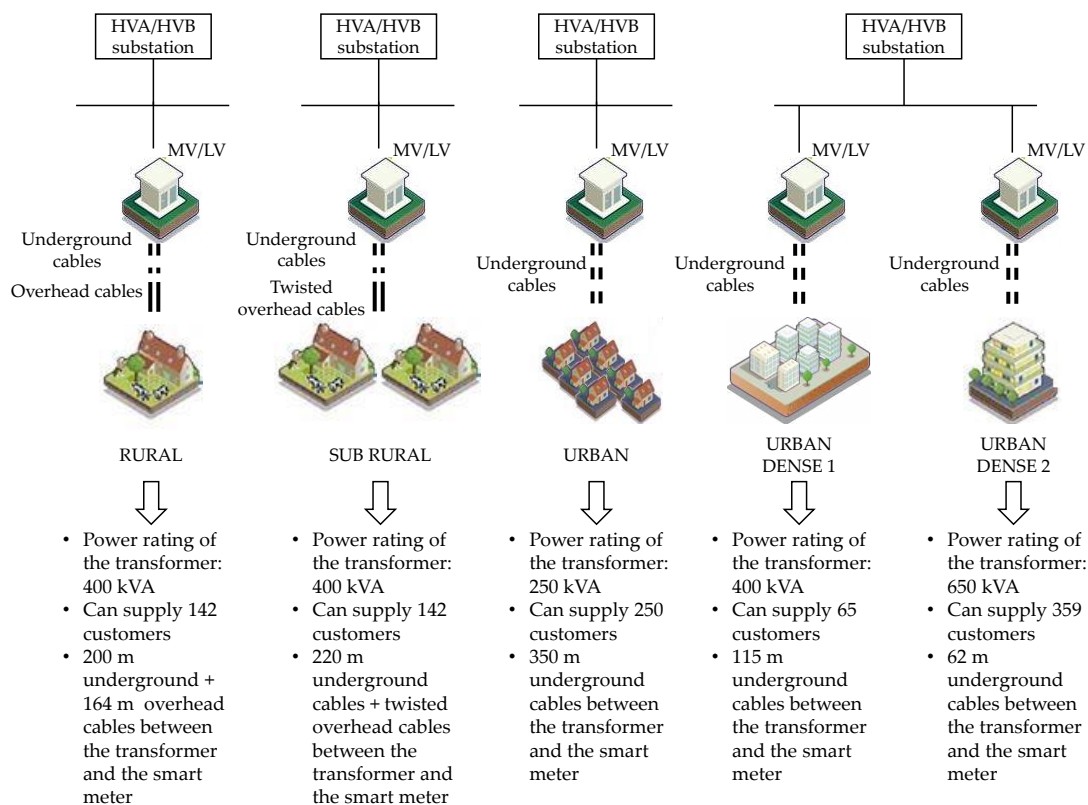 HVA/HVB
substation
HVA/HVB
substation
HVA/HVB
substation
HVA/HVB
substation
MV/LV
MV/LV
MV/LV
MV/LV
MV/LV
Underground
cables
Overhead cables
Underground
cables
Twisted
overhead cables
Underground
cables
Underground
cables
Underground
cables
RURAL
SUB RURAL
URBAN
URBAN
DENSE 1
URBAN
DENSE 2
• Power rating of
the transformer:
400 kVA
• Can supply 142
customers
• 200 m
underground +
164 m overhead
cables between
the transformer
and the smart
meter
• Power rating of
the transformer:
400 kVA
• Can supply 142
customers
• 220 m
underground
cables + twisted
overhead cables
between the
transformer and
the smart meter
• Power rating of
the transformer:
250 kVA
• Can supply 250
customers
• 350 m
underground
cables between
the transformer
and the smart
meter
• Power rating of
the transformer:
400 kVA
• Can supply 65
customers
• 115 m
underground
cables between
the transformer
and the smart
meter
• Power rating of
the transformer:
650 kVA
• Can supply 359
customers
• 62 m
underground
cables between
the transformer
and the smart
meter